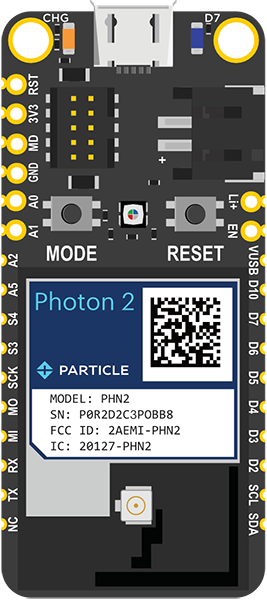 CHG
D7
RST
3V3
MD
GND
A0
A1
A2
A5
S4
S3
SCK
MO
MI
RX
TX
NC
+
Li+
EN
VUSB
D10
D7
D6
D5
D4
D3
D2
SCL
SDA
MODE
RESET
Photon 2
PARTICLE
MODEL: PHN2
SN: P0R2D2C3POBB8
FCC ID: 2AEMI-PHN2
IC: 20127-PHN2